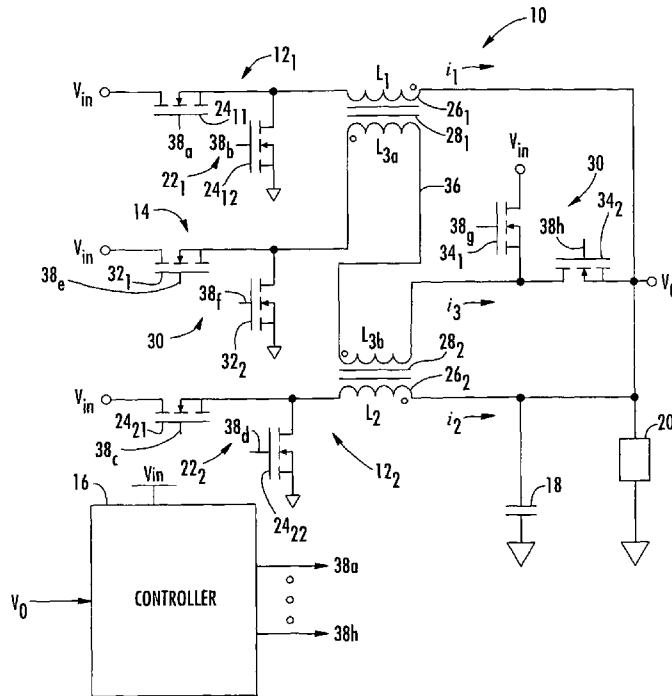 10
12₁
L₁
i₁
V_in
26₁
28₁
24₁₁
38_a
38_b
22₁
24₁₂
L_3a
36
V_in
30
14
38_g
34₁
38_h
34₂
V_in
38_e
32₁
38_f
30
32₂
i₃
L_3b
28₂
26₂
V_in
L₂
i₂
24₂₁
38_c
22₂
38_d
24₂₂
12₂
18
20
16
Vin
V₀
CONTROLLER
38a
38h